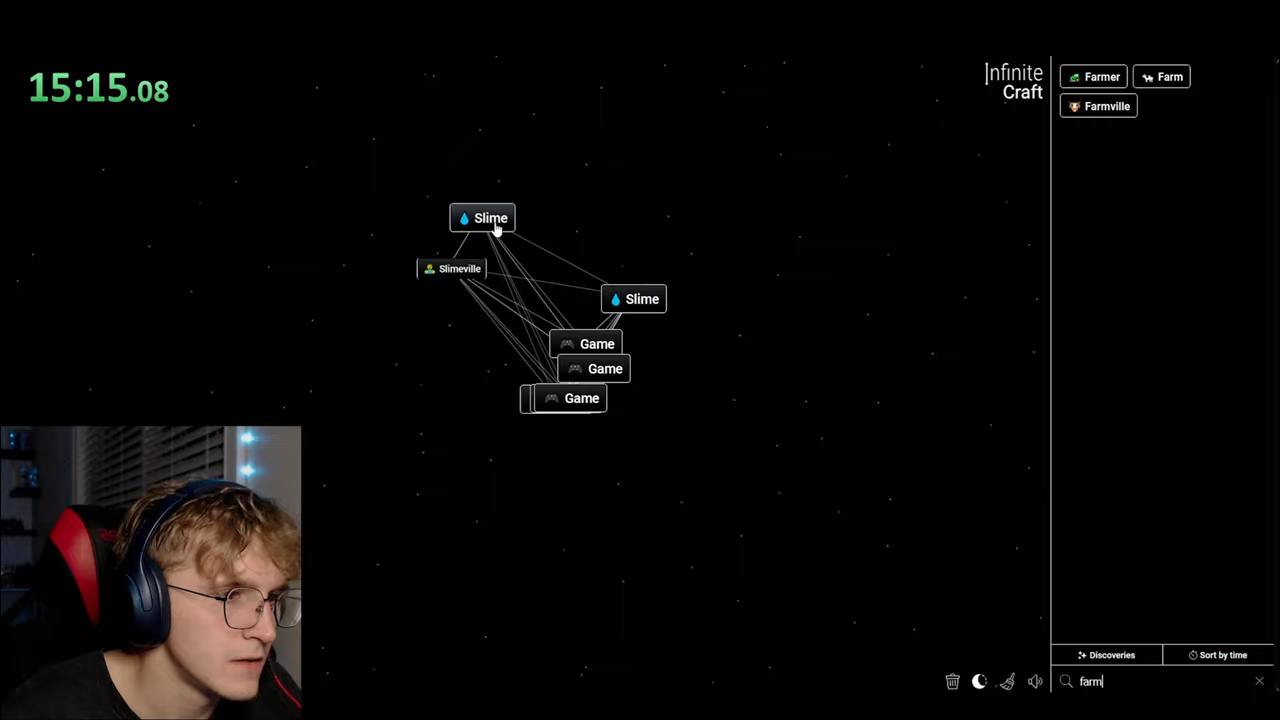 15:15.08
Infinite
Craft
Farmer
Farm
Farmville
Slime
Slimeville
Slime
Game
Game
Game
Discoveries
Sort by time
farm